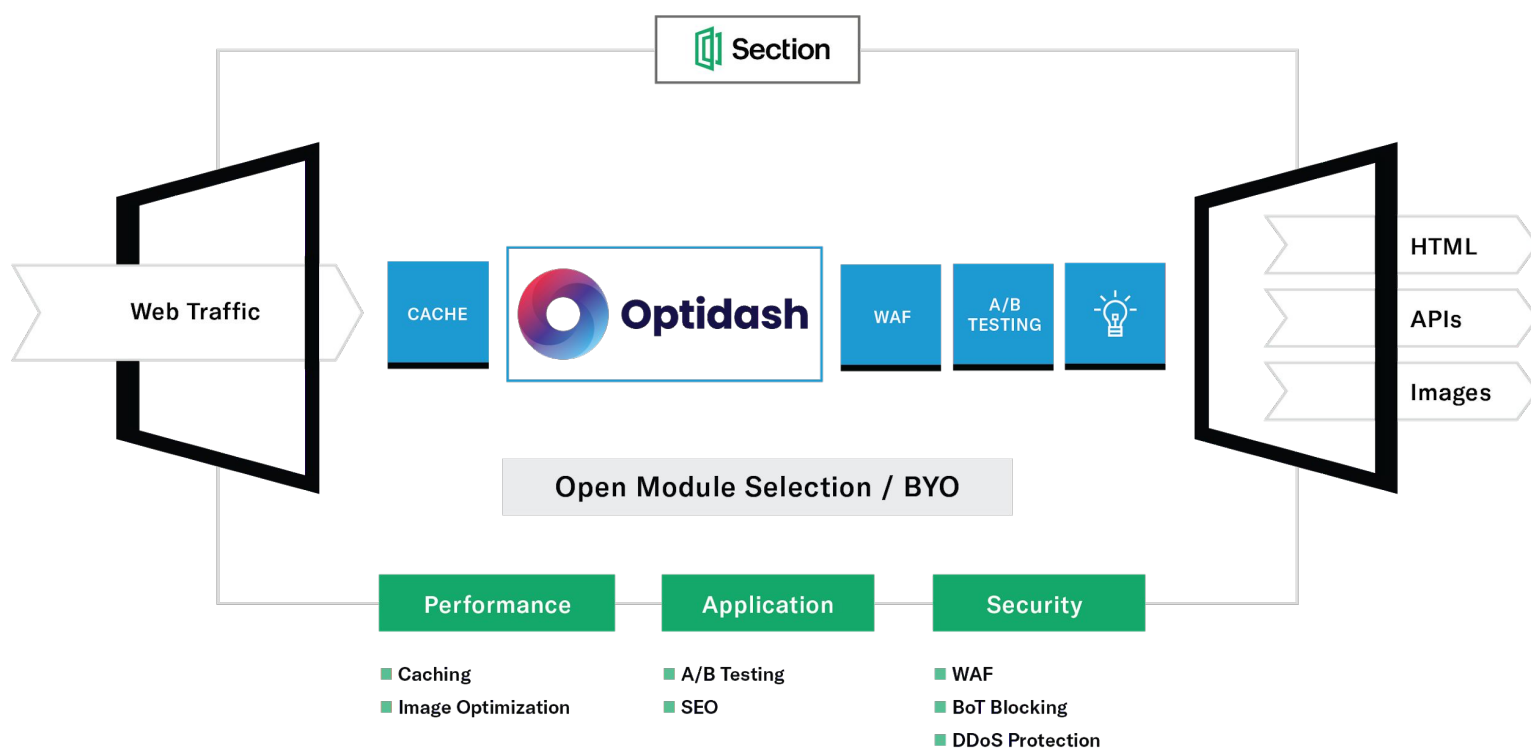 Section
Web Traffic
CACHE
Optidash
WAF
A/B
TESTING
HTML
APIs
Images
Open Module Selection / BYO
Performance
Caching
Image Optimization
Application
A/B Testing
SEO
Security
WAF
BoT Blocking
DDoS Protection